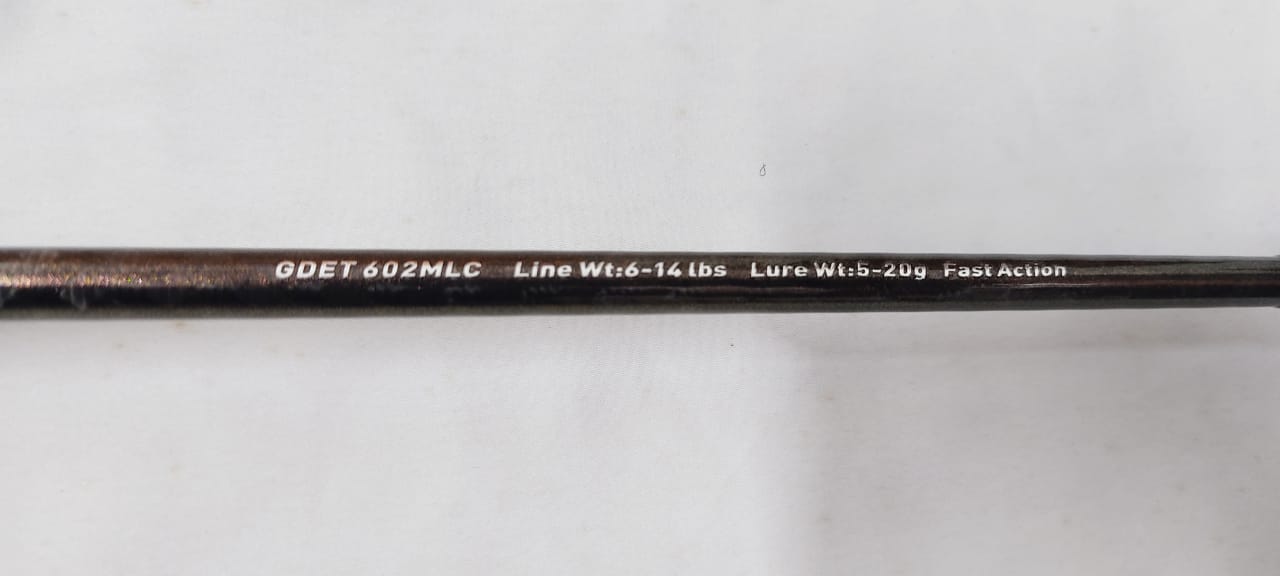 GDET 602MLC Line Wt:6-14 lbs Lure Wt:5-20g Fast Action